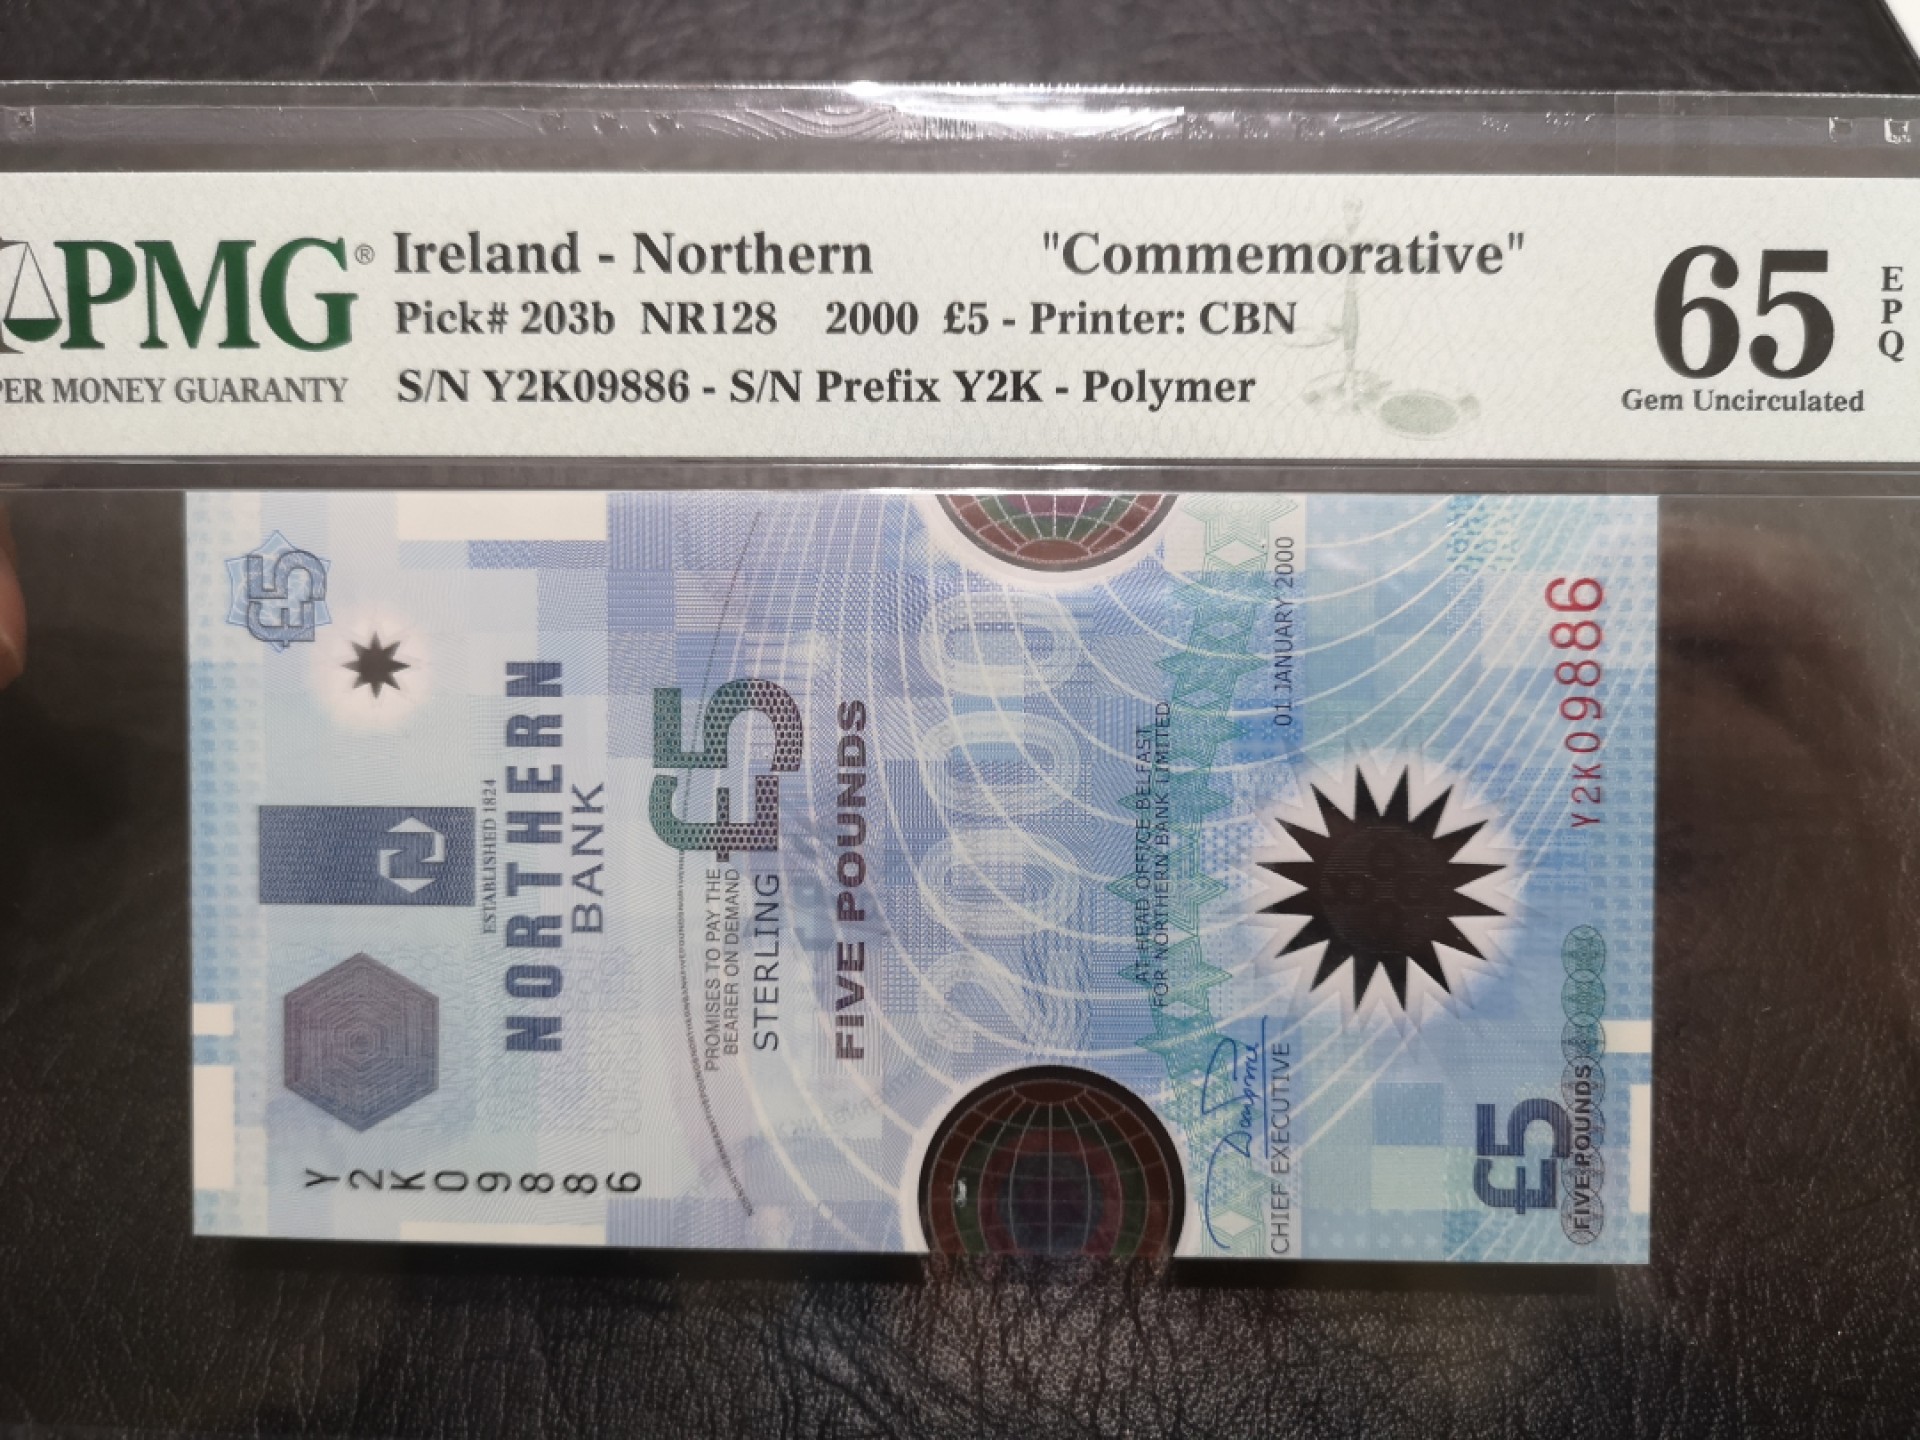 PMG®
PER MONEY GUARANTY
Ireland - Northern "Commemorative"
Pick# 203b NR128 2000 £5 - Printer: CBN
S/N Y2K09886 - S/N Prefix Y2K - Polymer
65
EPQ
Gem Uncirculated
£5
ESTABLISHED 1824
NORTHERN
BANK
Y2K09886
£5
PROMISES TO PAY THE
BEARER ON DEMAND
STERLING
FIVE POUNDS
2000
AT HEAD OFFICE BELFAST
FOR NORTHERN BANK LIMITED
CHIEF EXECUTIVE
01 JANUARY 2000
£5
FIVE POUNDS
Y2K09886